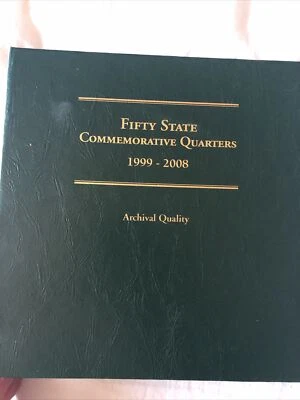 Fifty State
Commemorative Quarters
1999 - 2008
Archival Quality